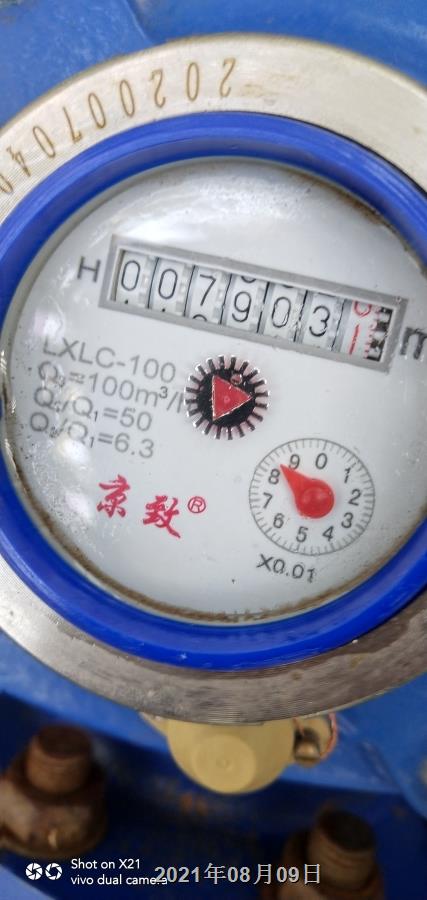 2020070
H 007903 m
LXLC-100
Q₃=100m³/h
Q₃/Q₁=50
Q₂/Q₁=6.3
京致®
0
1
2
3
4
5
6
7
8
9
X0.01
Shot on X21
vivo dual camera
2021年08月09日